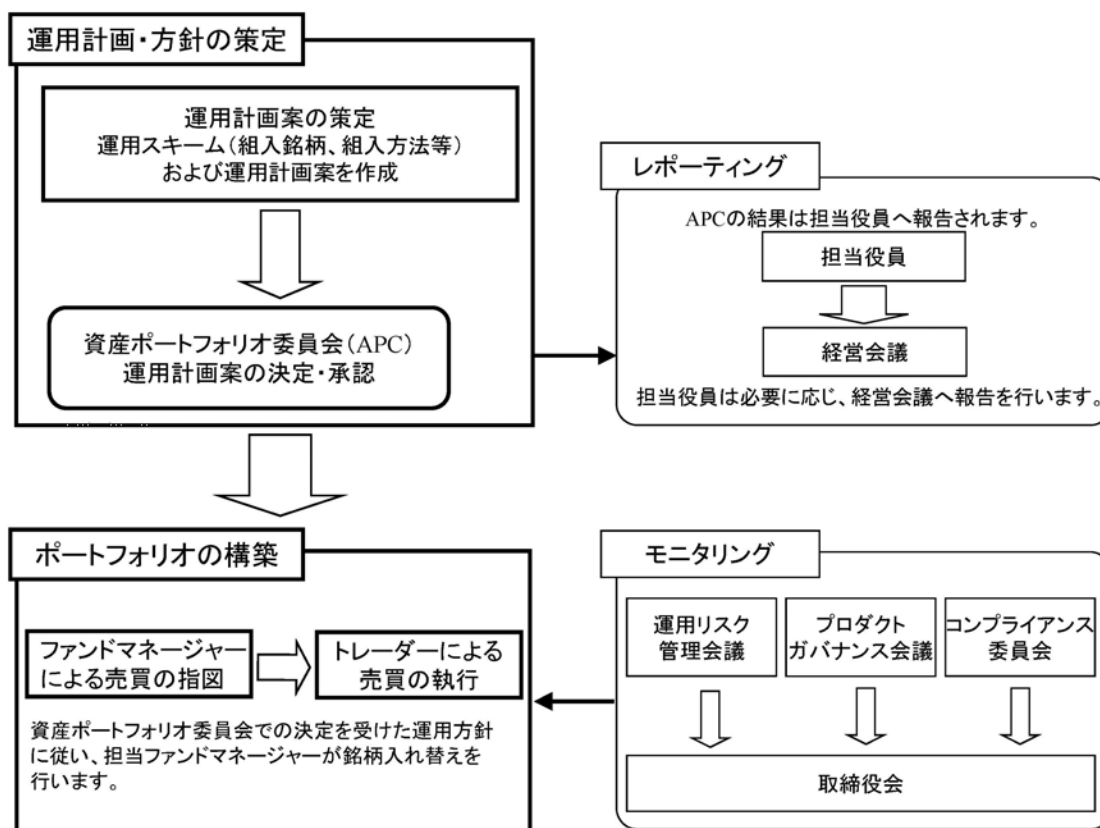 運用計画・方針の策定
運用計画案の策定
運用スキーム(組入銘柄、組入方法等)
および運用計画案を作成
資産ポートフォリオ委員会(APC)
運用計画案の決定・承認
レポーティング
APCの結果は担当役員へ報告されます。
担当役員
経営会議
担当役員は必要に応じ、経営会議へ報告を行います。
ポートフォリオの構築
ファンドマネージャー
による売買の指図
トレーダーによる
売買の執行
資産ポートフォリオ委員会での決定を受けた運用方針
に従い、担当ファンドマネージャーが銘柄入れ替えを
行います。
モニタリング
運用リスク
管理会議
プロダクト
ガバナンス会議
コンプライアンス
委員会
取締役会